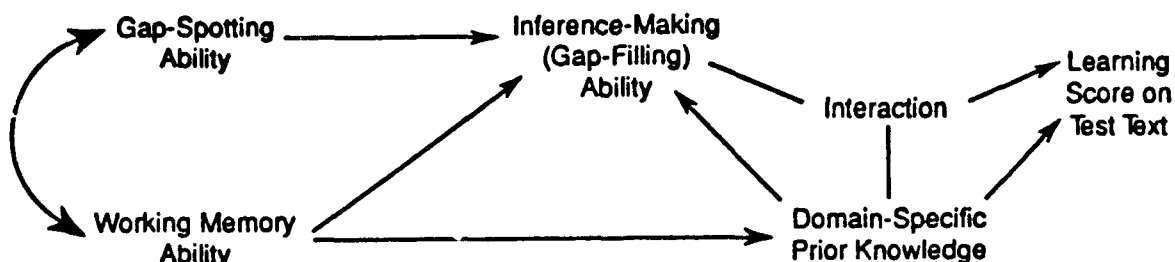 Gap-Spotting
Ability
Inference-Making
(Gap-Filling)
Ability
Learning
Score on
Test Text
Interaction
Working Memory
Ability
Domain-Specific
Prior Knowledge